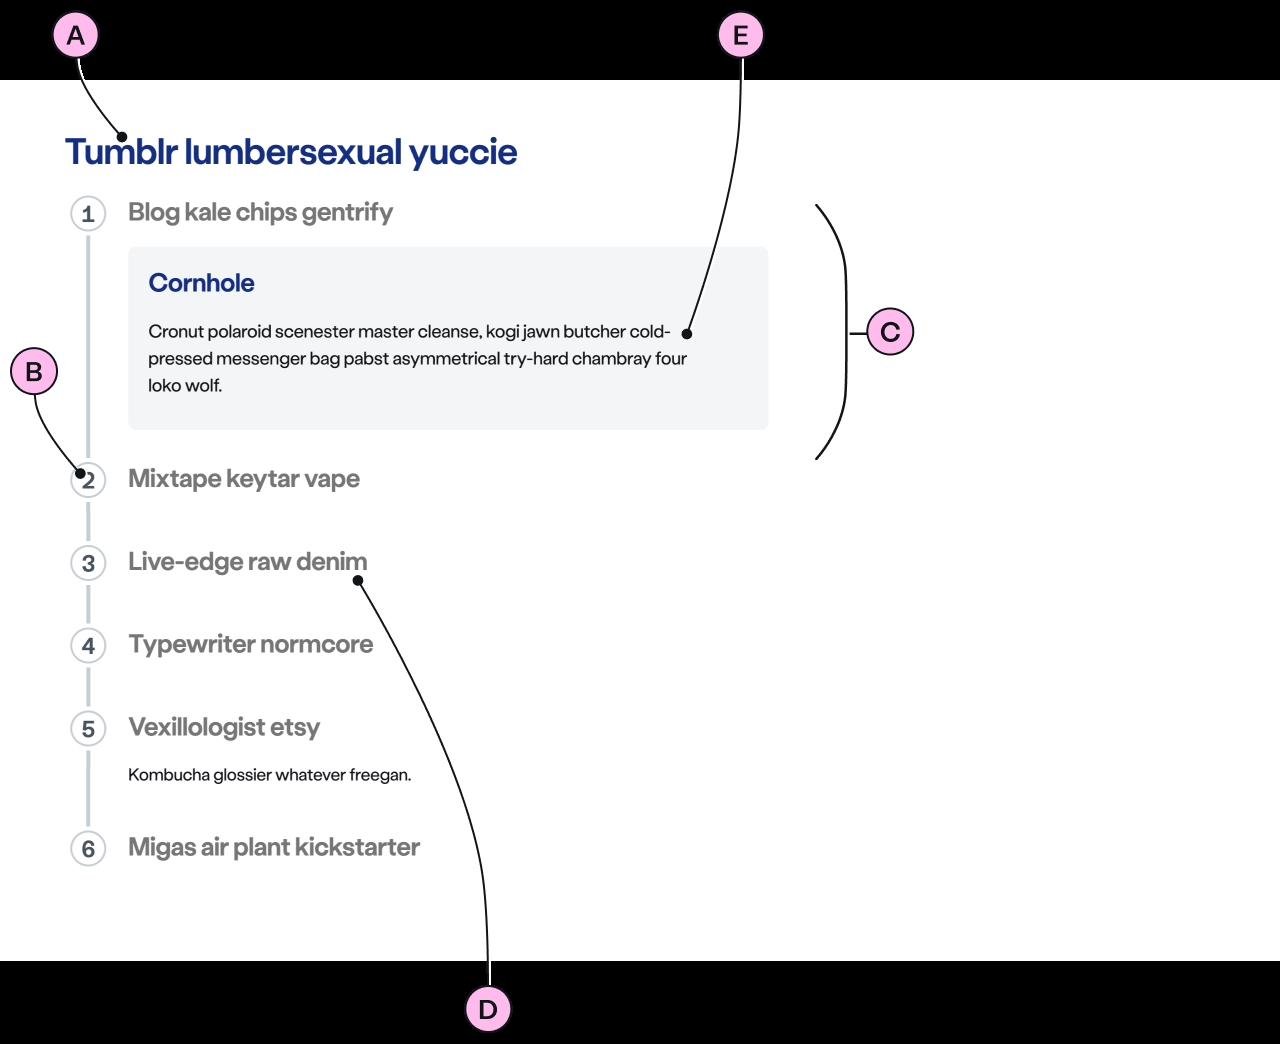 A
E
Tumblr lumbersexual yuccie
1 Blog kale chips gentrify
Cornhole
Cronut polaroid scenester master cleanse, kogi jawn butcher cold-
pressed messenger bag pabst asymmetrical try-hard chambray four
loko wolf.
C
B
2 Mixtape keytar vape
3 Live-edge raw denim
4 Typewriter normcore
5 Vexillologist etsy
Kombucha glossier whatever freegan.
6 Migas air plant kickstarter
D